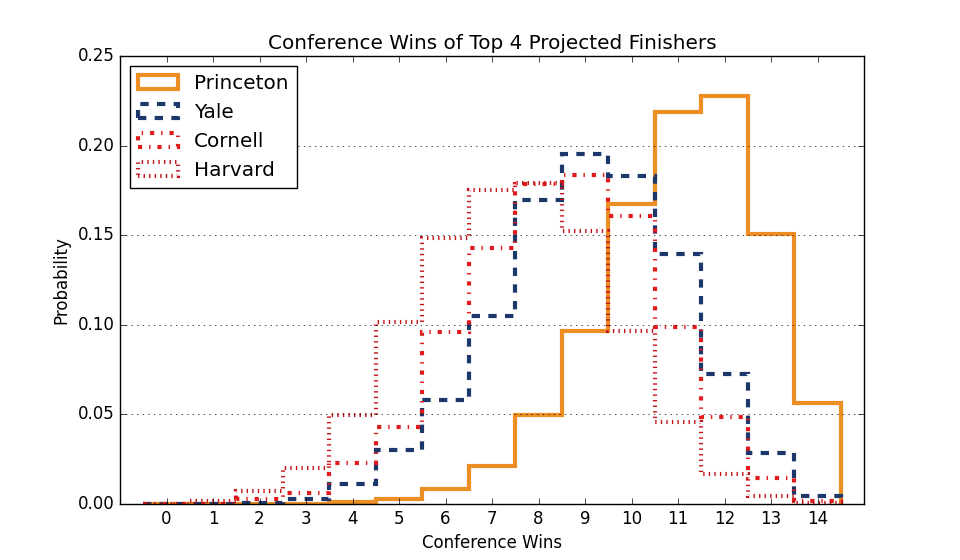 Conference Wins of Top 4 Projected Finishers
0.25
0.20
0.15
0.10
0.05
0.00
Probability
Princeton
Yale
Cornell
Harvard
0 1 2 3 4 5 6 7 8 9 10 11 12 13 14
Conference Wins